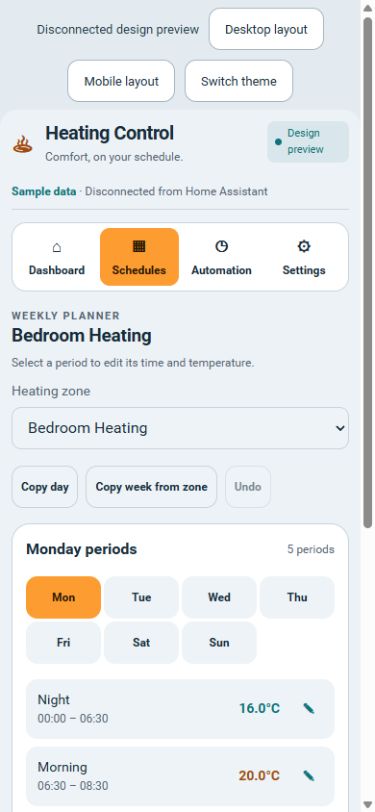 Disconnected design preview
Desktop layout
Mobile layout
Switch theme
Heating Control
Comfort, on your schedule.
Design
preview
Sample data · Disconnected from Home Assistant
Dashboard
Schedules
Automation
Settings
WEEKLY PLANNER
Bedroom Heating
Select a period to edit its time and temperature.
Heating zone
Bedroom Heating
Copy day
Copy week from zone
Undo
Monday periods
5 periods
Mon
Tue
Wed
Thu
Fri
Sat
Sun
Night
16.0°C
00:00 – 06:30
Morning
20.0°C
06:30 – 08:30